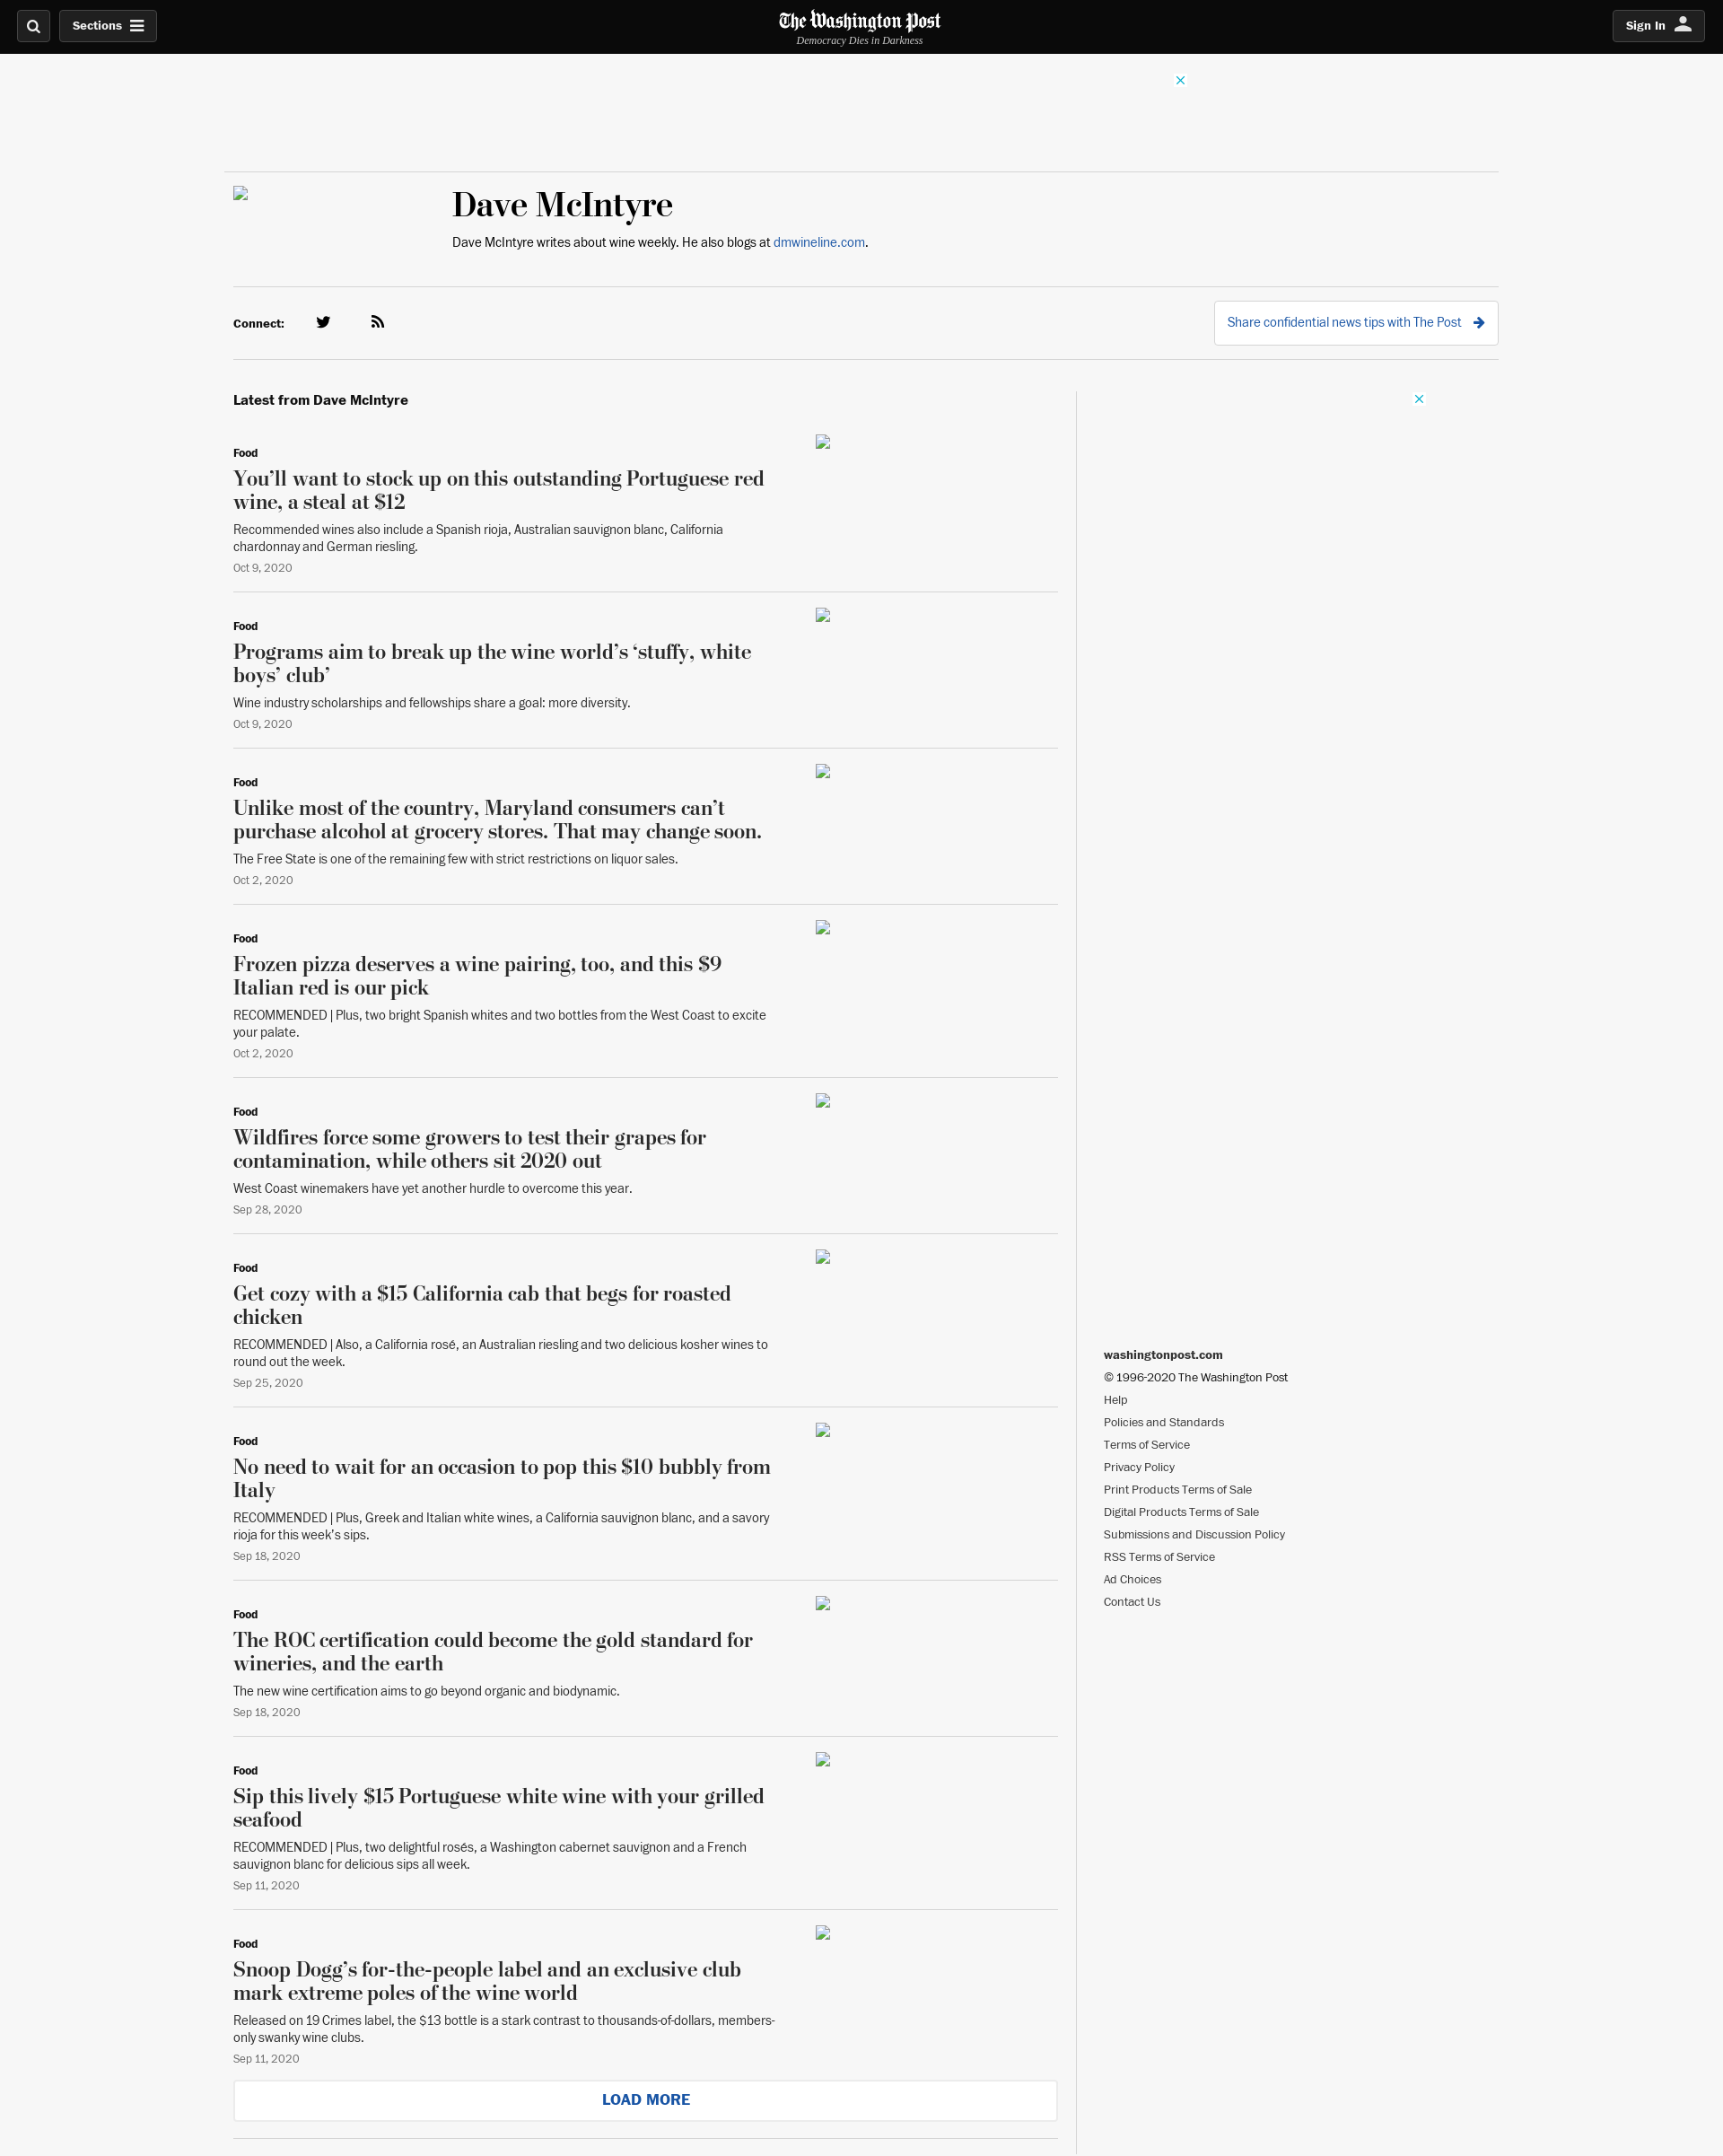 Sections
The Washington Post
Democracy Dies in Darkness
Sign In
Dave McIntyre
Dave McIntyre writes about wine weekly. He also blogs at dmwineline.com.
Connect:
Share confidential news tips with The Post
Latest from Dave McIntyre
Food
You’ll want to stock up on this outstanding Portuguese red
wine, a steal at $12
Recommended wines also include a Spanish rioja, Australian sauvignon blanc, California
chardonnay and German riesling.
Oct 9, 2020
Food
Programs aim to break up the wine world’s ‘stuffy, white
boys’ club’
Wine industry scholarships and fellowships share a goal: more diversity.
Oct 9, 2020
Food
Unlike most of the country, Maryland consumers can’t
purchase alcohol at grocery stores. That may change soon.
The Free State is one of the remaining few with strict restrictions on liquor sales.
Oct 2, 2020
Food
Frozen pizza deserves a wine pairing, too, and this $9
Italian red is our pick
RECOMMENDED | Plus, two bright Spanish whites and two bottles from the West Coast to excite
your palate.
Oct 2, 2020
Food
Wildfires force some growers to test their grapes for
contamination, while others sit 2020 out
West Coast winemakers have yet another hurdle to overcome this year.
Sep 28, 2020
Food
Get cozy with a $15 California cab that begs for roasted
chicken
RECOMMENDED | Also, a California rosé, an Australian riesling and two delicious kosher wines to
round out the week.
Sep 25, 2020
Food
No need to wait for an occasion to pop this $10 bubbly from
Italy
RECOMMENDED | Plus, Greek and Italian white wines, a California sauvignon blanc, and a savory
rioja for this week’s sips.
Sep 18, 2020
Food
The ROC certification could become the gold standard for
wineries, and the earth
The new wine certification aims to go beyond organic and biodynamic.
Sep 18, 2020
Food
Sip this lively $15 Portuguese white wine with your grilled
seafood
RECOMMENDED | Plus, two delightful rosés, a Washington cabernet sauvignon and a French
sauvignon blanc for delicious sips all week.
Sep 11, 2020
Food
Snoop Dogg’s for-the-people label and an exclusive club
mark extreme poles of the wine world
Released on 19 Crimes label, the $13 bottle is a stark contrast to thousands-of-dollars, members-
only swanky wine clubs.
Sep 11, 2020
LOAD MORE
washingtonpost.com
© 1996-2020 The Washington Post
Help
Policies and Standards
Terms of Service
Privacy Policy
Print Products Terms of Sale
Digital Products Terms of Sale
Submissions and Discussion Policy
RSS Terms of Service
Ad Choices
Contact Us